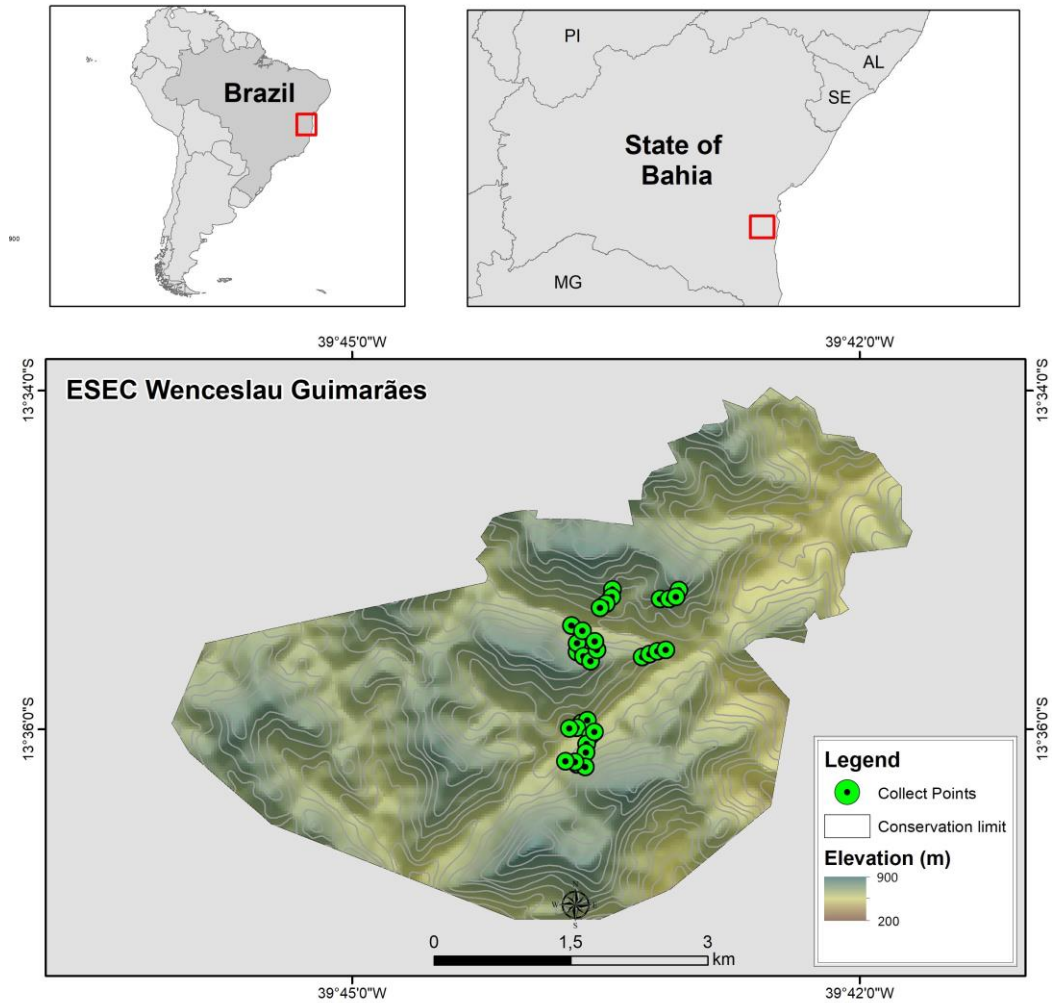 Brazil
900
PI
AL
SE
State of
Bahia
MG
39°45'0"W
39°42'0"W
13°34'0"S
13°34'0"S
ESEC Wenceslau Guimarães
13°36'0"S
13°36'0"S
Legend
Collect Points
Conservation limit
Elevation (m)
900
200
N
W
E
S
0
1,5
3
km
39°45'0"W
39°42'0"W